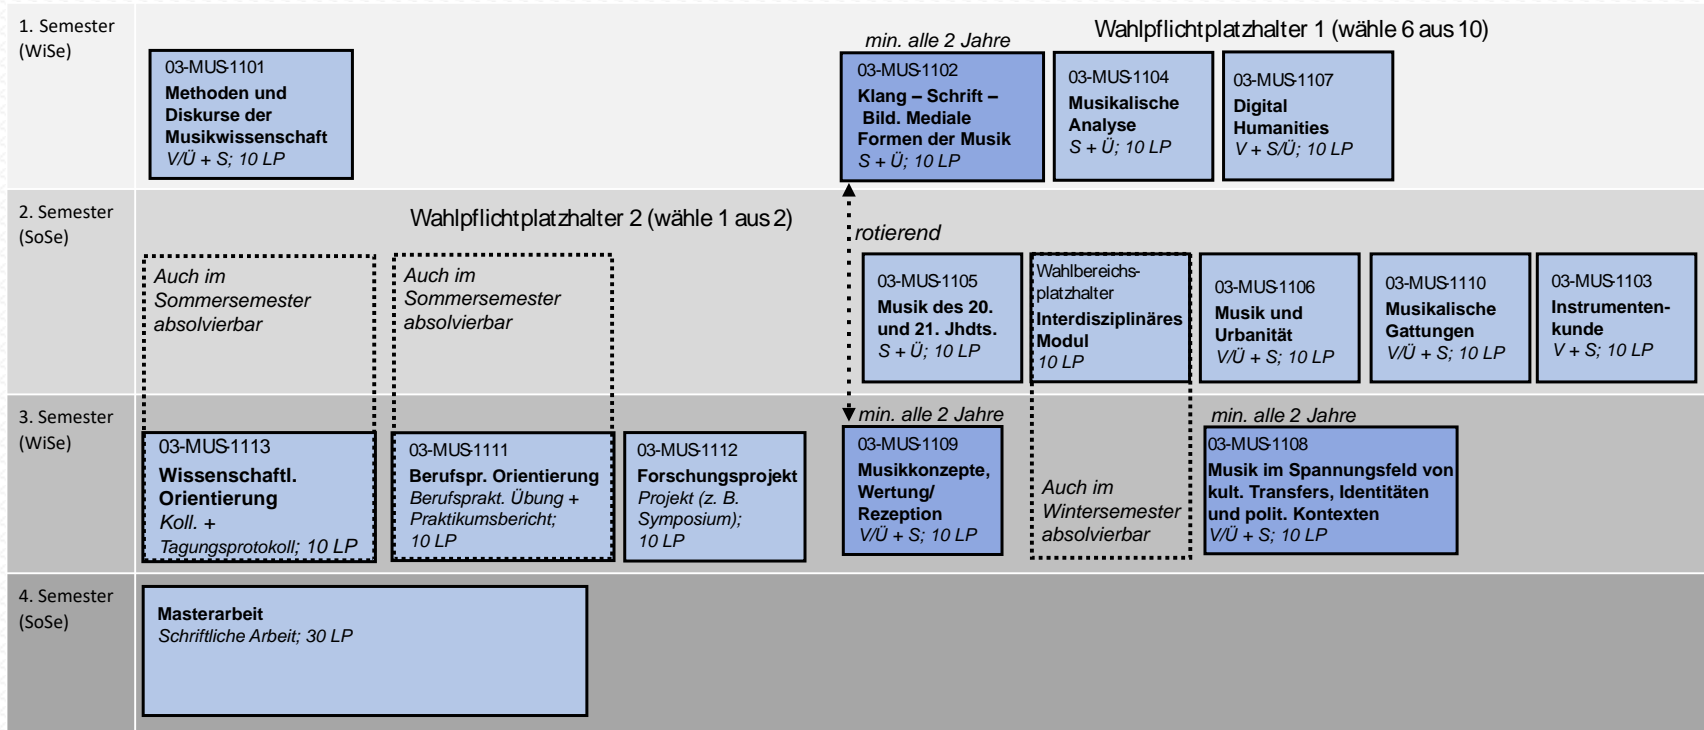 1. Semester
(WiSe)
Wahlpflichtplatzhalter 1 (wähle 6 aus 10)
min. alle 2 Jahre
03-MUS-1101
Methoden und
Diskurse der
Musikwissenschaft
V/Ü + S; 10 LP
03-MUS-1102
Klang – Schrift –
Bild. Mediale
Formen der Musik
S + Ü; 10 LP
03-MUS-1104
Musikalische
Analyse
S + Ü; 10 LP
03-MUS-1107
Digital
Humanities
V + S/Ü; 10 LP
2. Semester
(SoSe)
Wahlpflichtplatzhalter 2 (wähle 1 aus 2)
rotierend
Auch im
Sommersemester
absolvierbar
Auch im
Sommersemester
absolvierbar
03-MUS-1105
Musik des 20.
und 21. Jhdts.
S + Ü; 10 LP
Wahlbereichs-
platzhalter
Interdisziplinäres
Modul
10 LP
03-MUS-1106
Musik und
Urbanität
V/Ü + S; 10 LP
03-MUS-1110
Musikalische
Gattungen
V/Ü + S; 10 LP
03-MUS-1103
Instrumenten-
kunde
V + S; 10 LP
3. Semester
(WiSe)
03-MUS-1113
Wissenschaftl.
Orientierung
Koll. +
Tagungsprotokoll; 10 LP
03-MUS-1111
Berufspr. Orientierung
Berufsprakt. Übung +
Praktikumsbericht;
10 LP
03-MUS-1112
Forschungsprojekt
Projekt (z. B.
Symposium);
10 LP
min. alle 2 Jahre
03-MUS-1109
Musikkonzepte,
Wertung/
Rezeption
V/Ü + S; 10 LP
Auch im
Wintersemester
absolvierbar
min. alle 2 Jahre
03-MUS-1108
Musik im Spannungsfeld von
kult. Transfers, Identitäten
und polit. Kontexten
V/Ü + S; 10 LP
4. Semester
(SoSe)
Masterarbeit
Schriftliche Arbeit; 30 LP